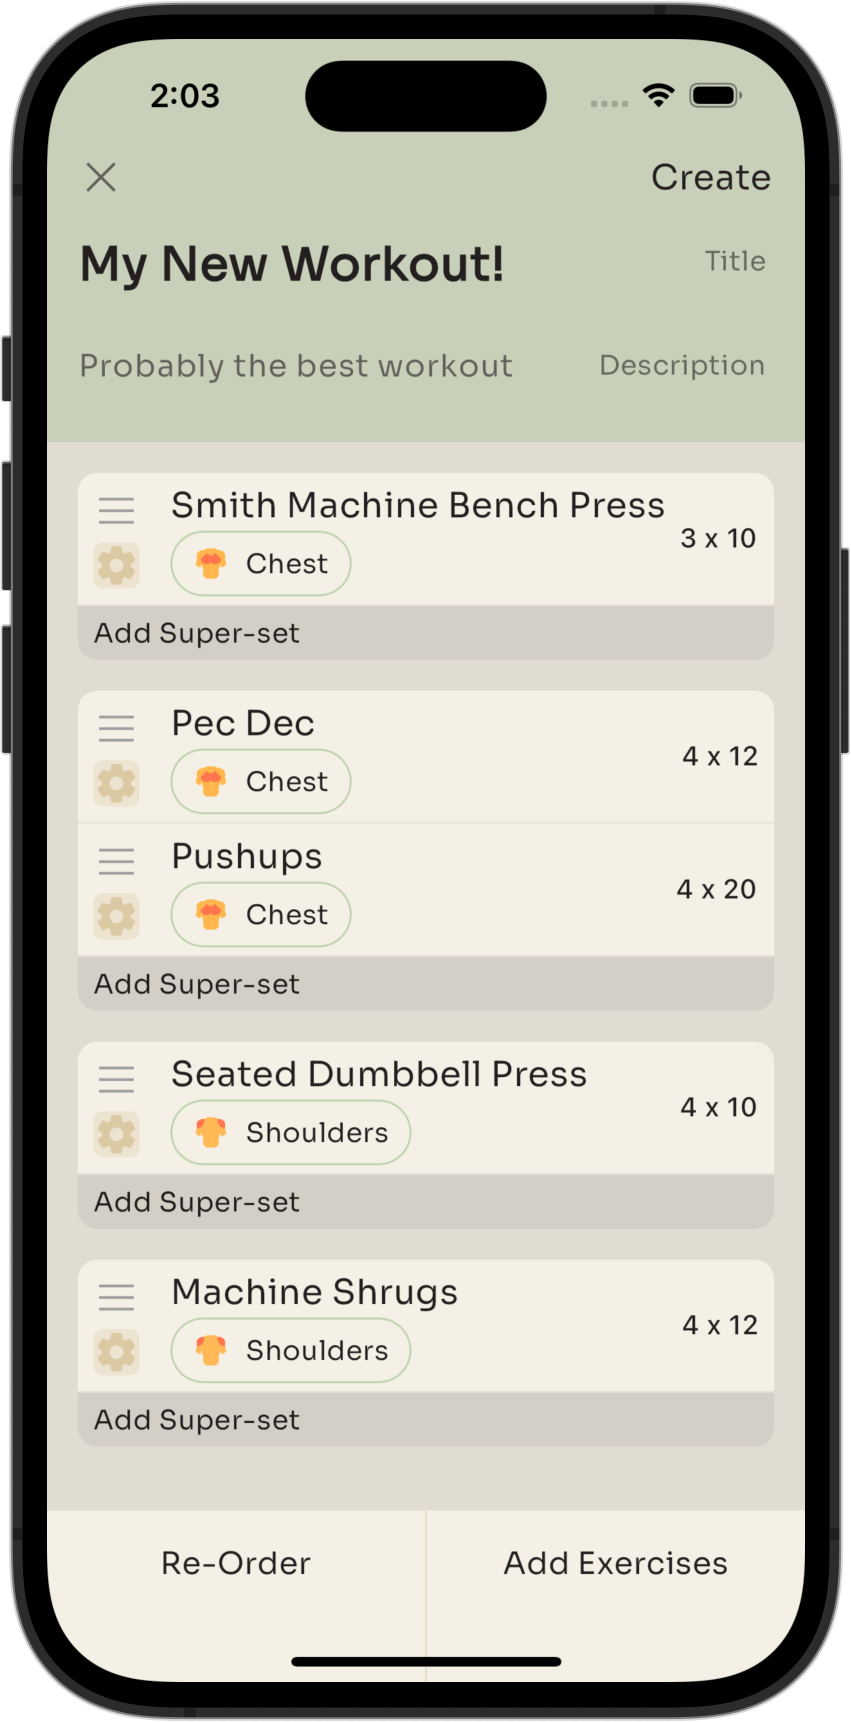 2:03
Create
My New Workout! Title
Probably the best workout Description
Smith Machine Bench Press
3 x 10
Chest
Add Super-set
Pec Dec
4 x 12
Chest
Pushups
4 x 20
Chest
Add Super-set
Seated Dumbbell Press
4 x 10
Shoulders
Add Super-set
Machine Shrugs
4 x 12
Shoulders
Add Super-set
Re-Order Add Exercises